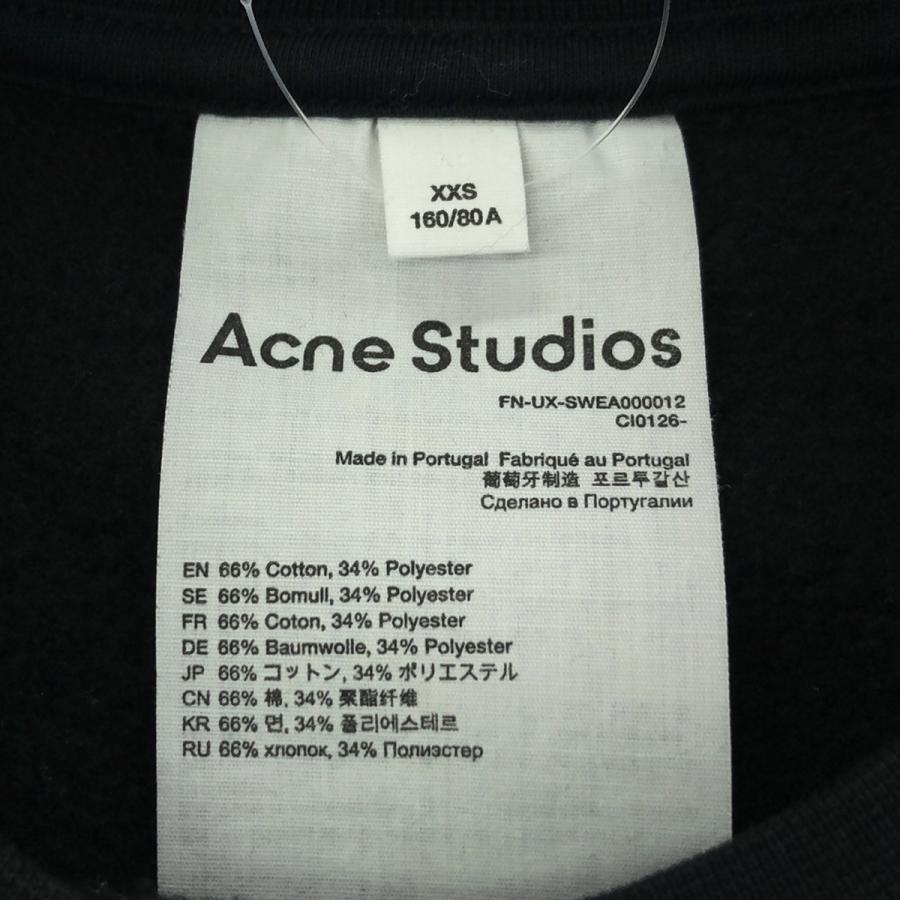 XXS
160/80A
Acne Studios
FN-UX-SWEA000012
CI0126-
Made in Portugal Fabriqué au Portugal
葡萄牙制造 포르투갈산
Сделано в Португалии
EN 66% Cotton, 34% Polyester
SE 66% Bomull, 34% Polyester
FR 66% Coton, 34% Polyester
DE 66% Baumwolle, 34% Polyester
JP 66% コットン, 34% ポリエステル
CN 66% 棉, 34% 聚酯纤维
KR 66% 면, 34% 폴리에스테르
RU 66% хлопок, 34% Полиэстер